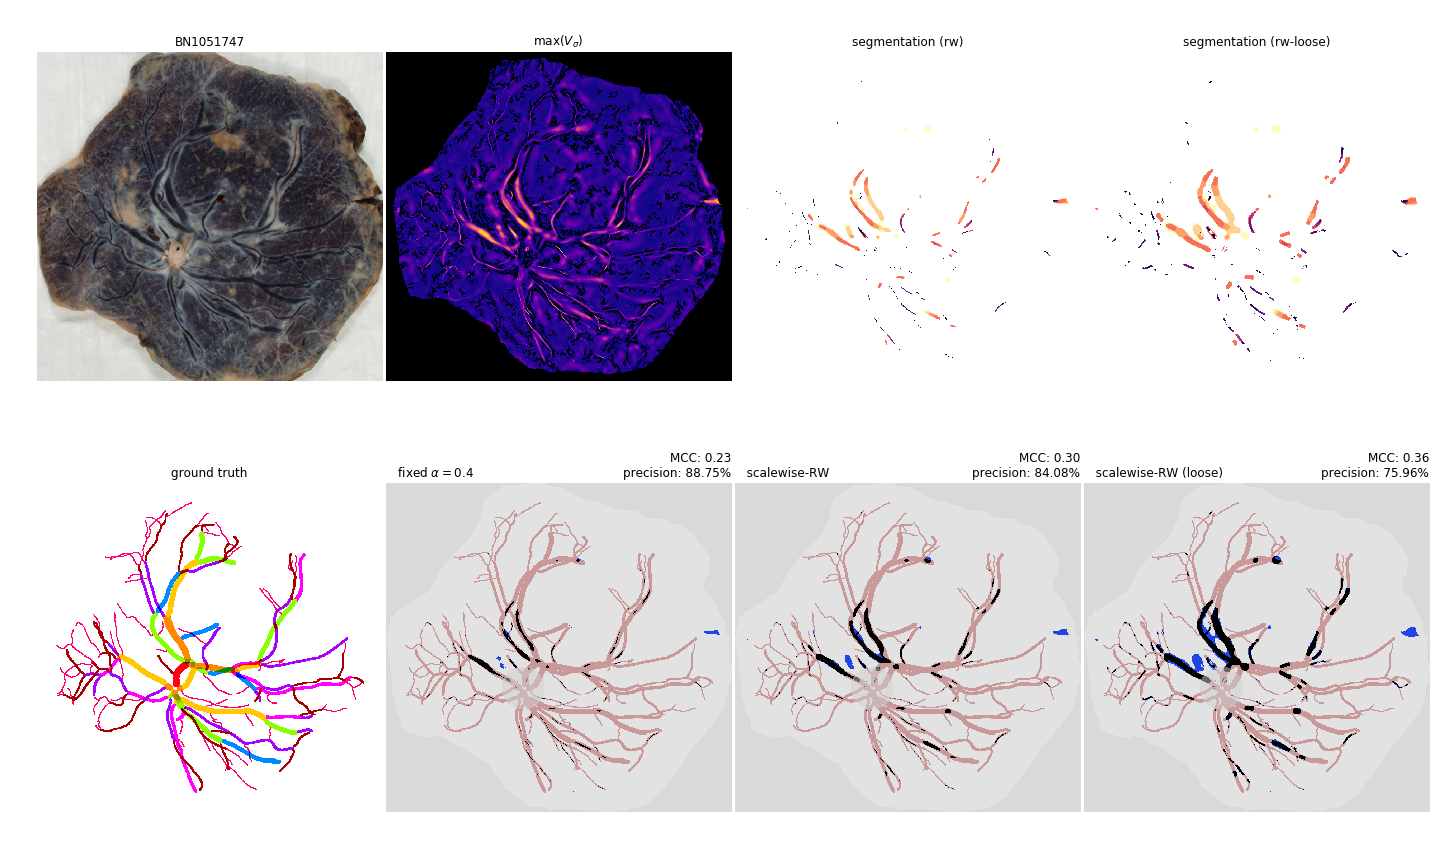 BN1051747
max(Vσ)
segmentation (rw)
segmentation (rw-loose)
ground truth
fixed α = 0.4
MCC: 0.23
precision: 88.75%
scalewise-RW
MCC: 0.30
precision: 84.08%
scalewise-RW (loose)
MCC: 0.36
precision: 75.96%